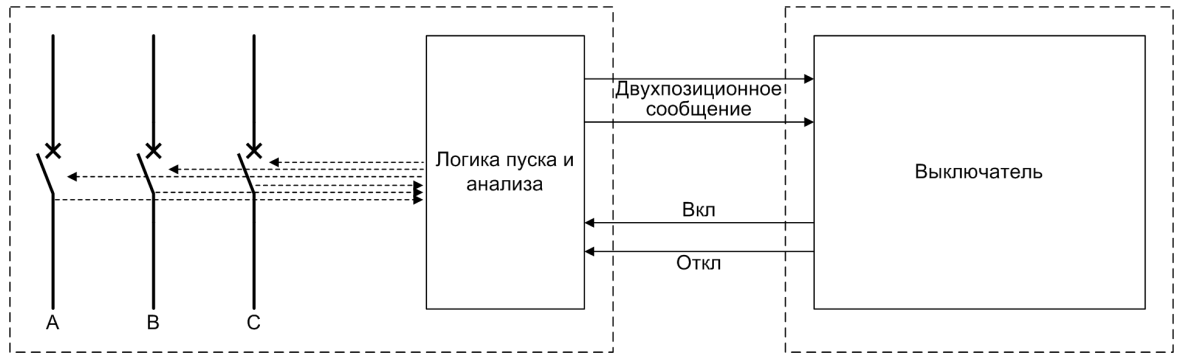 Двухпозиционное
сообщение
Логика пуска и
анализа
Выключатель
Вкл
Откл
A
B
C